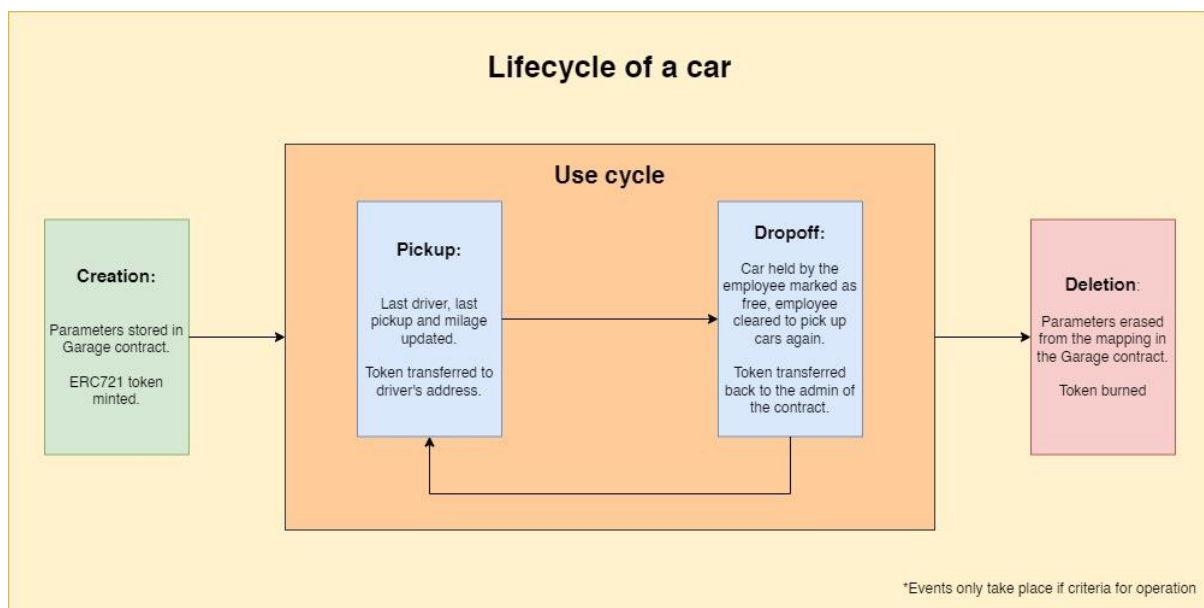 Lifecycle of a car
Use cycle
Creation:
Parameters stored in
Garage contract.
ERC721 token
minted.
Pickup:
Last driver, last
pickup and milage
updated.
Token transferred to
driver's address.
Dropoff:
Car held by the
employee marked as
free, employee
cleared to pick up
cars again.
Token transferred
back to the admin of
the contract.
Deletion:
Parameters erased
from the mapping in
the Garage contract.
Token burned
*Events only take place if criteria for operation